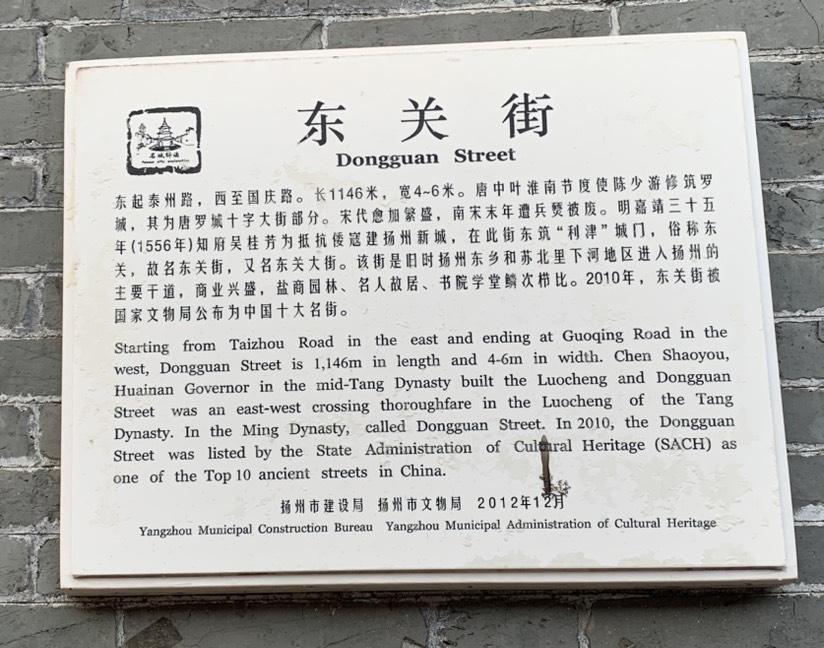 东关街
Dongguan Street
东起泰州路，西至国庆路。长1146米，宽4~6米。唐中叶淮南节度使陈少游修筑罗
城，其为唐罗城十字大街部分。宋代愈加繁盛，南宋末年遭兵燹被废。明嘉靖三十五
年(1556年)知府吴桂芳为抵抗倭寇建扬州新城，在此街东筑“利津”城门，俗称东
关，故名东关街，又名东关大街。该街是旧时扬州东乡和苏北里下河地区进入扬州的
主要干道，商业兴盛，盐商园林、名人故居、书院学堂鳞次栉比。2010年，东关街被
国家文物局公布为中国十大名街。
Starting from Taizhou Road in the east and ending at Guoqing Road in the
west, Dongguan Street is 1,146m in length and 4-6m in width. Chen Shaoyou,
Huainan Governor in the mid-Tang Dynasty built the Luocheng and Dongguan
Street was an east-west crossing thoroughfare in the Luocheng of the Tang
Dynasty. In the Ming Dynasty, called Dongguan Street. In 2010, the Dongguan
Street was listed by the State Administration of Cultural Heritage (SACH) as
one of the Top 10 ancient streets in China.
扬州市建设局 扬州市文物局 2012年12月
Yangzhou Municipal Construction Bureau Yangzhou Municipal Administration of Cultural Heritage